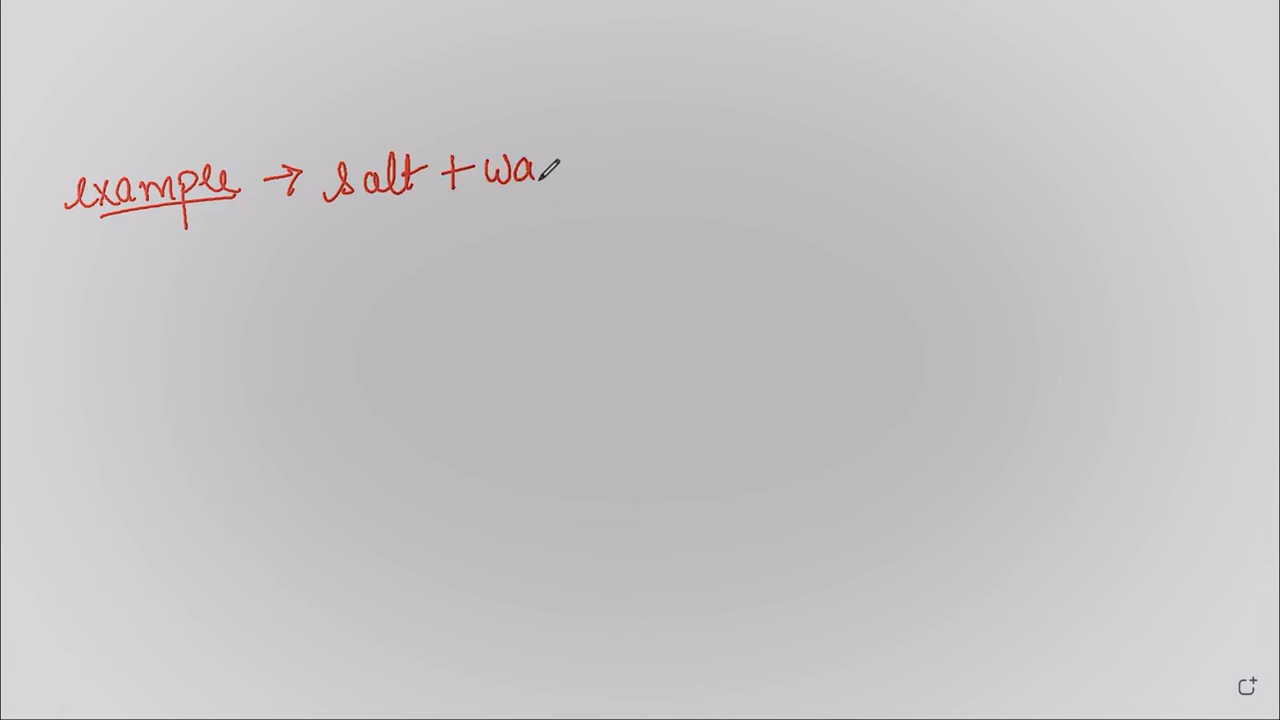 example → salt + wa